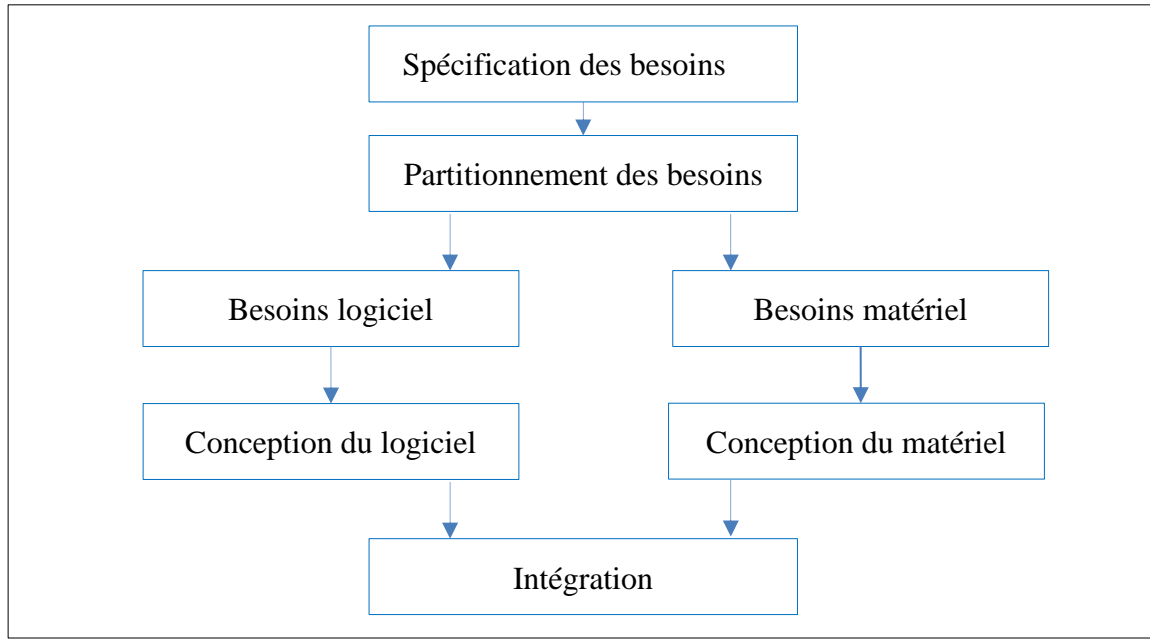 Spécification des besoins
Partitionnement des besoins
Besoins logiciel
Besoins matériel
Conception du logiciel
Conception du matériel
Intégration